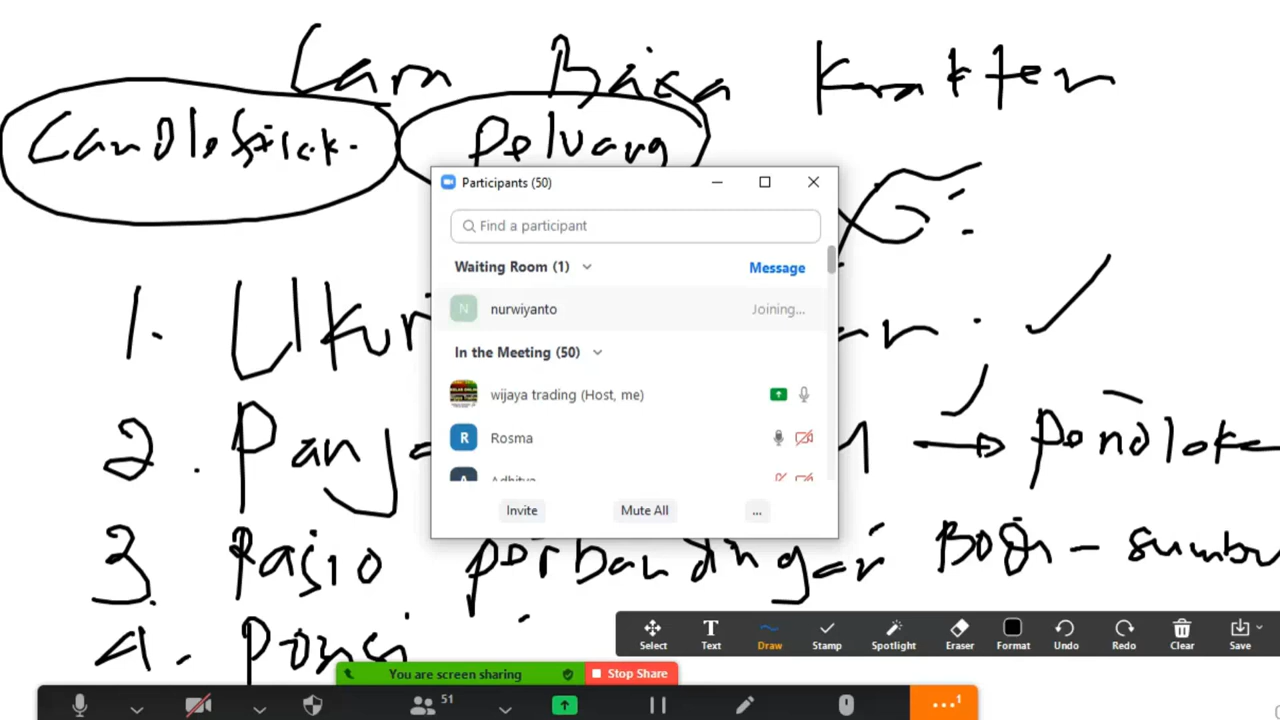 Cara Baca Karakter
Candlestick. Peluang
Participants (50)
Find a participant
Waiting Room (1)
Message
N nurwiyanto Joining...
In the Meeting (50)
wijaya trading (Host, me)
R Rosma
Adhitya
Invite Mute All ...
1.
2. Panj
3. Rasio perbandingan Body - sumbu
4. Posisi
Select Text Draw Stamp Spotlight Eraser Format Undo Redo Clear Save
You are screen sharing Stop Share
51
...1